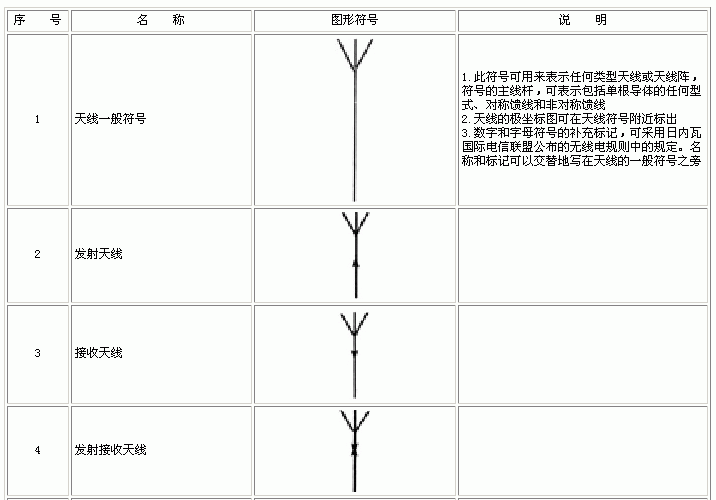 序 号 名 称 图形符号 说 明
1 天线一般符号
1.此符号可用来表示任何类型天线或天线阵，
符号的主线杆，可表示包括单根导体的任何型
式、对称馈线和非对称馈线
2.天线的极坐标图可在天线符号附近标出
3.数字和字母符号的补充标记，可采用日内瓦
国际电信联盟公布的无线电规则中的规定。名
称和标记可以交替地写在天线的一般符号之旁
2 发射天线
3 接收天线
4 发射接收天线